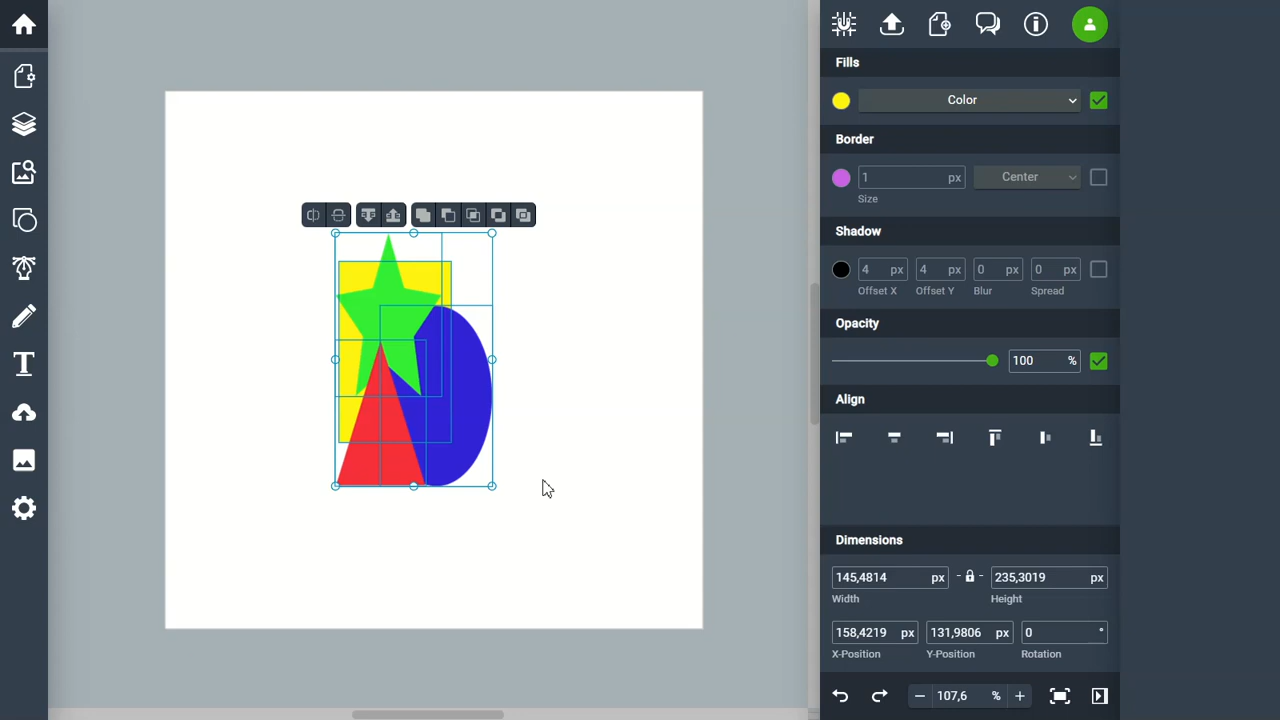 Fills
Color
Border
1 px Center
Size
Shadow
4 px 4 px 0 px 0 px
Offset X Offset Y Blur Spread
Opacity
100 %
Align
Dimensions
145,4814 px 235,3019 px
Width Height
158,4219 px 131,9806 px 0 °
X-Position Y-Position Rotation
107,6 %